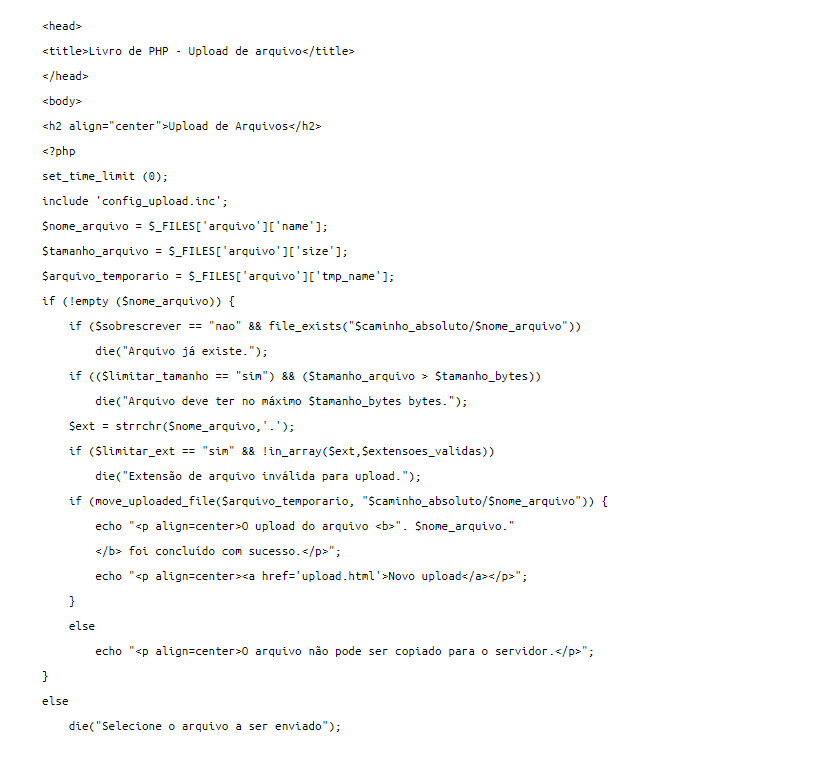 <head>
<title>Livro de PHP - Upload de arquivo</title>
</head>
<body>
<h2 align="center">Upload de Arquivos</h2>
<?php
set_time_limit (0);
include 'config_upload.inc';
$nome_arquivo = $_FILES['arquivo']['name'];
$tamanho_arquivo = $_FILES['arquivo']['size'];
$arquivo_temporario = $_FILES['arquivo']['tmp_name'];
if (!empty ($nome_arquivo)) {
    if ($sobrescrever == "nao" && file_exists("$caminho_absoluto/$nome_arquivo"))
        die("Arquivo já existe.");
    if (($limitar_tamanho == "sim") && ($tamanho_arquivo > $tamanho_bytes))
        die("Arquivo deve ter no máximo $tamanho_bytes bytes.");
    $ext = strrchr($nome_arquivo,'.');
    if ($limitar_ext == "sim" && !in_array($ext,$extensoes_validas))
        die("Extensão de arquivo inválida para upload.");
    if (move_uploaded_file($arquivo_temporario, "$caminho_absoluto/$nome_arquivo")) {
        echo "<p align=center>O upload do arquivo <b>". $nome_arquivo."
        </b> foi concluído com sucesso.</p>";
        echo "<p align=center><a href='upload.html'>Novo upload</a></p>";
    }
    else
        echo "<p align=center>O arquivo não pode ser copiado para o servidor.</p>";
}
else
    die("Selecione o arquivo a ser enviado");